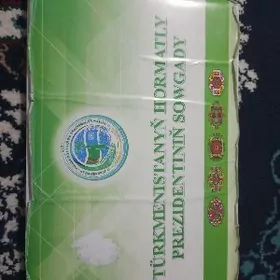 TÜRKMENISTANYŇ HORMATLY
PREZIDENTINIŇ SOWGADY